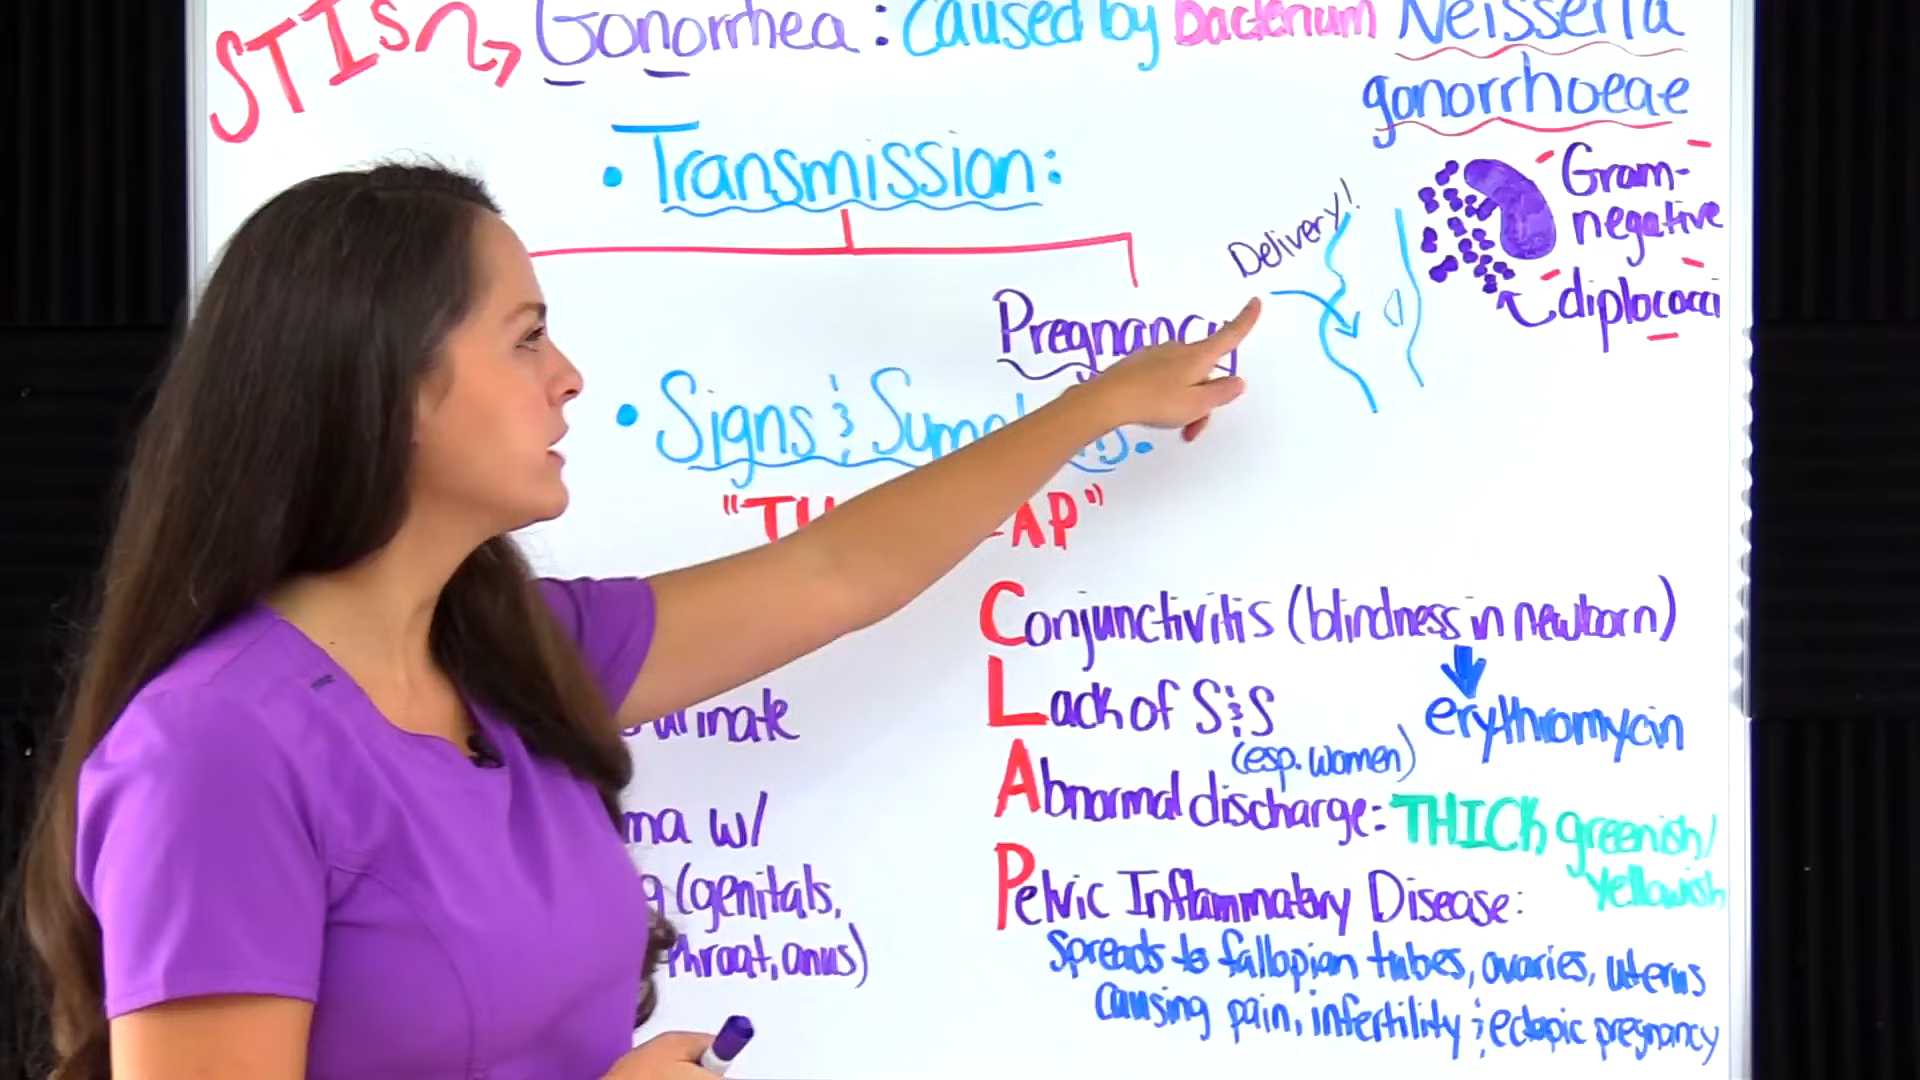 STIs Gonorrhea: Caused by bacterium Neisseria
gonorrhoeae
• Transmission:
Delivery!
Gram-
negative
diplococci
Pregnancy
• Signs &
"TH AP"
Conjunctivitis (blindness in newborn)
erythromycin
Lack of S&S
(esp. women)
urinate
Abnormal discharge: THICK greenish/
yellowish
w/
(genitals,
throat, anus)
Pelvic Inflammatory Disease:
spreads to fallopian tubes, ovaries, uterus
causing pain, infertility & ectopic pregnancy